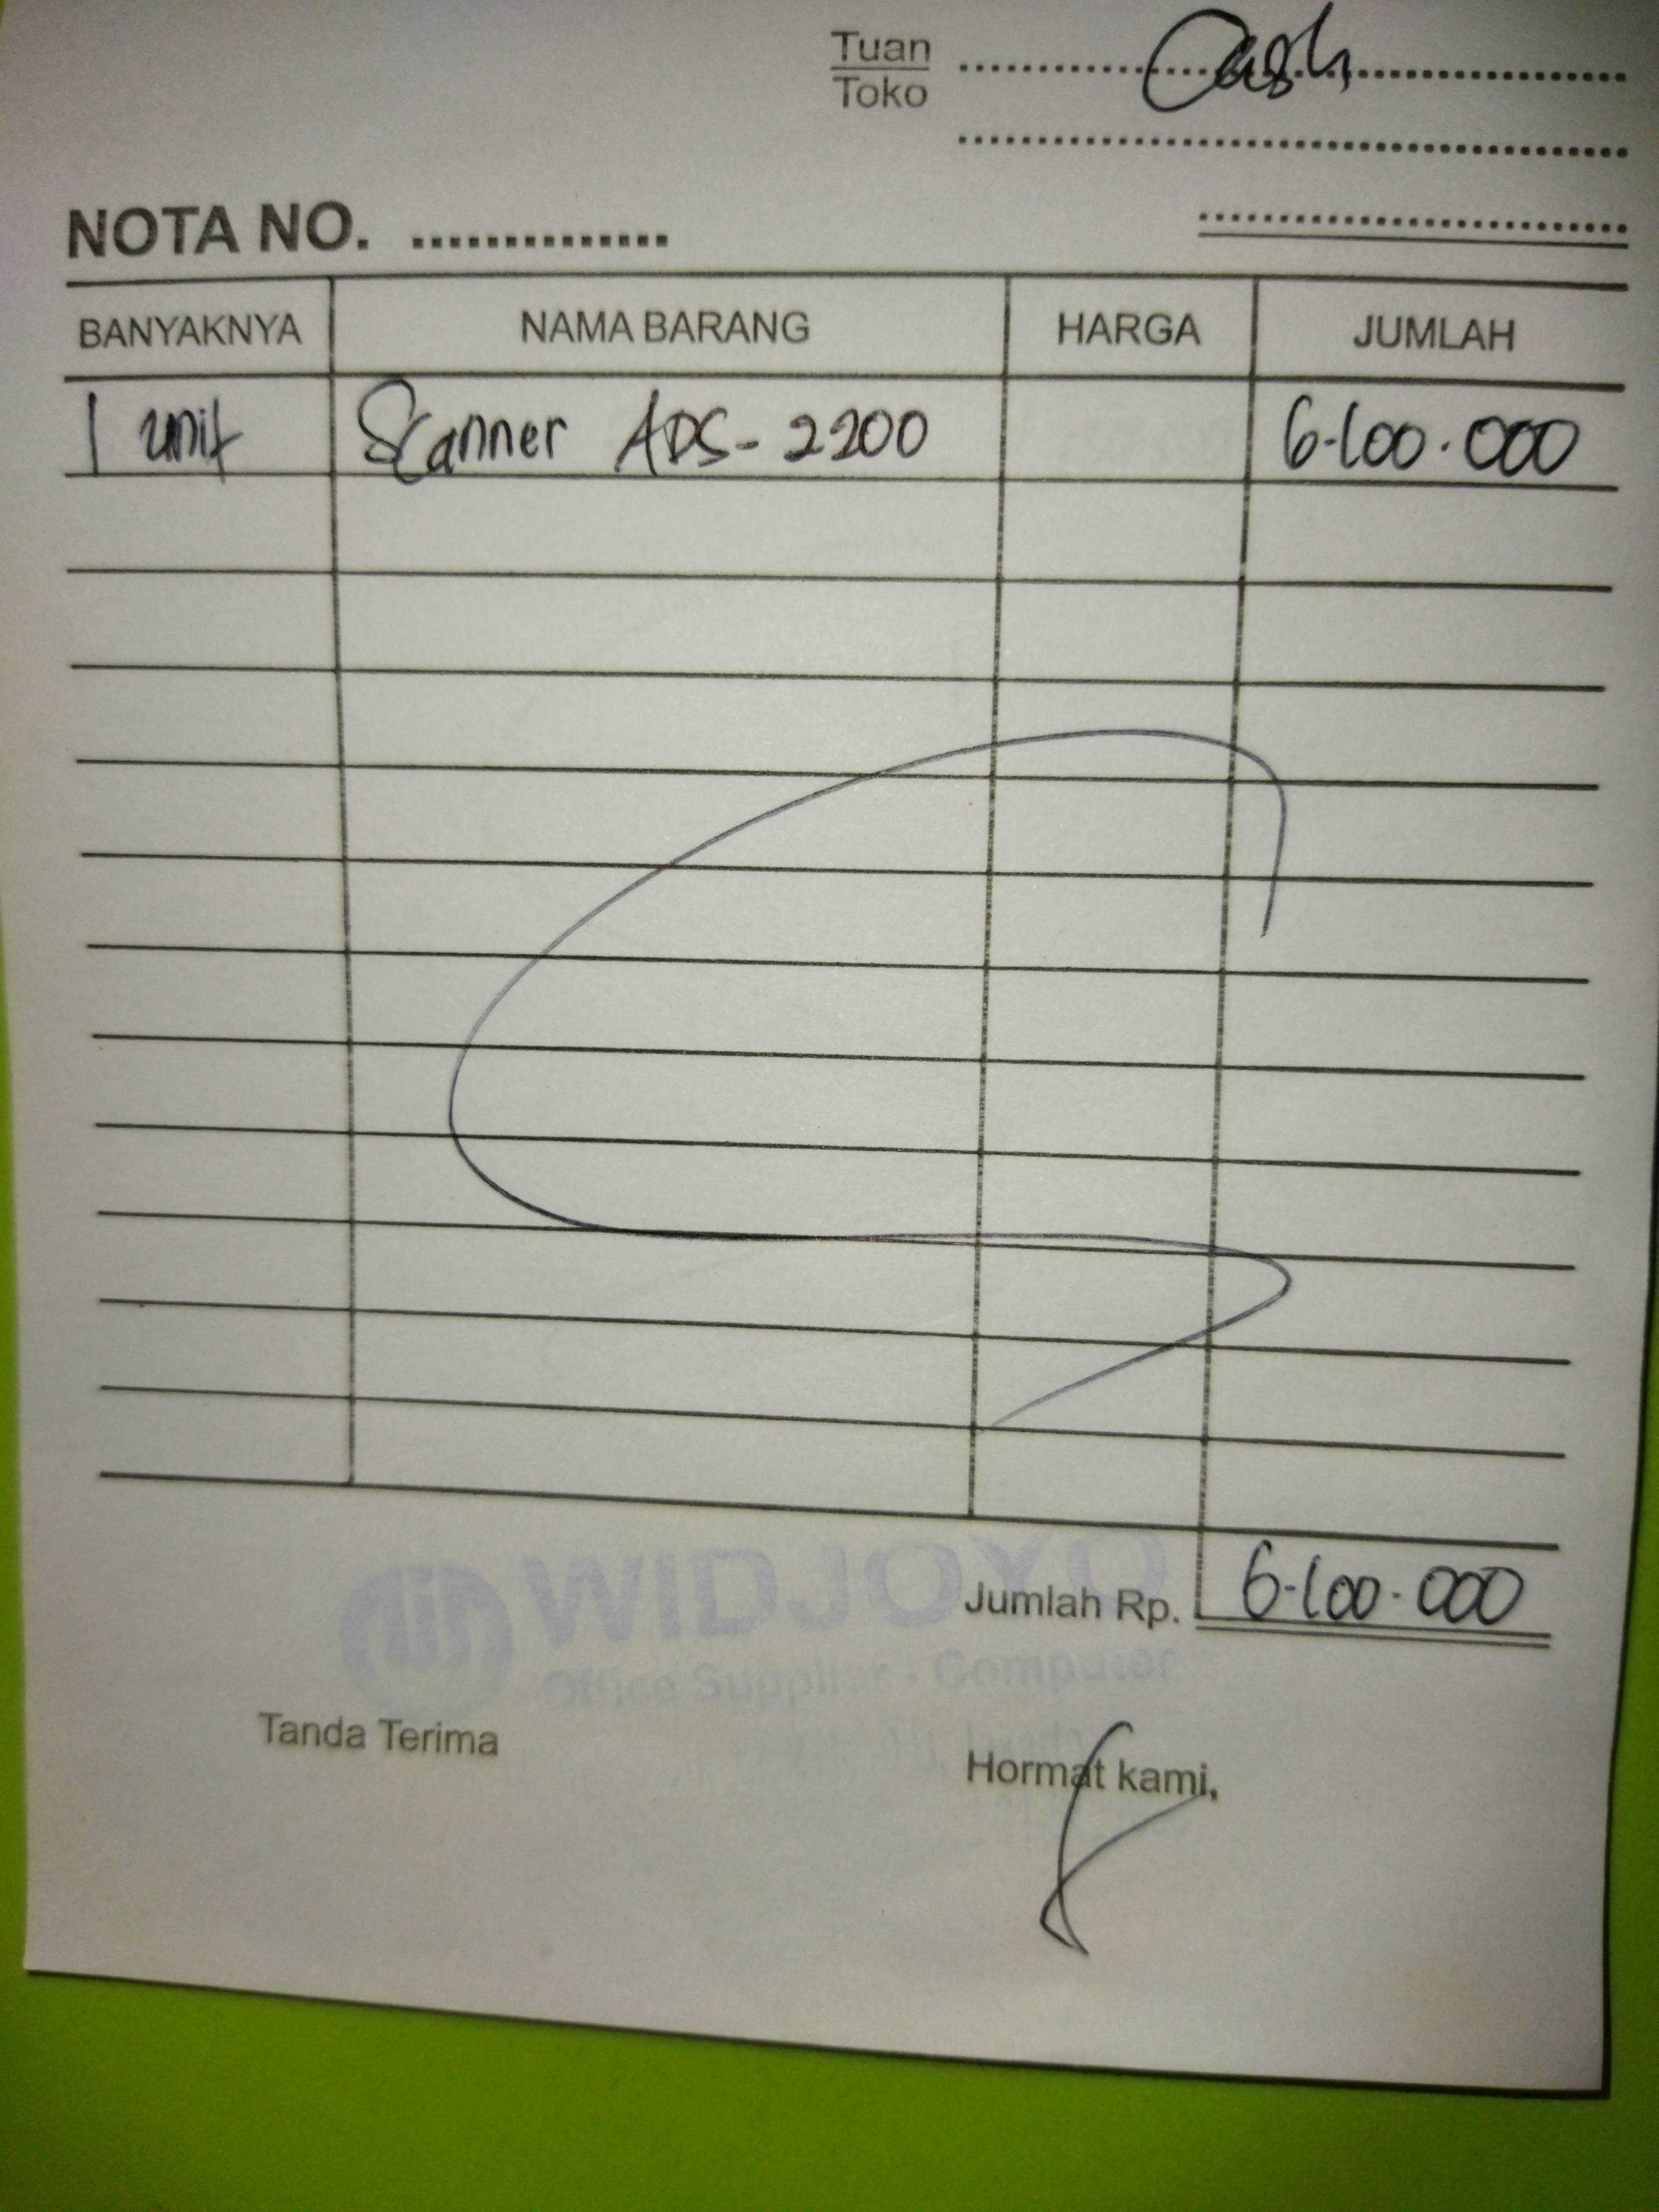 Tuan Cash
Toko
NOTA NO. ..............
BANYAKNYA NAMA BARANG HARGA JUMLAH
1 unit Scanner ADS-2200 6.100.000
Jumlah Rp. 6.100.000
WIDJOYO
Office Supplies - Computer
Tanda Terima
Hormat kami,